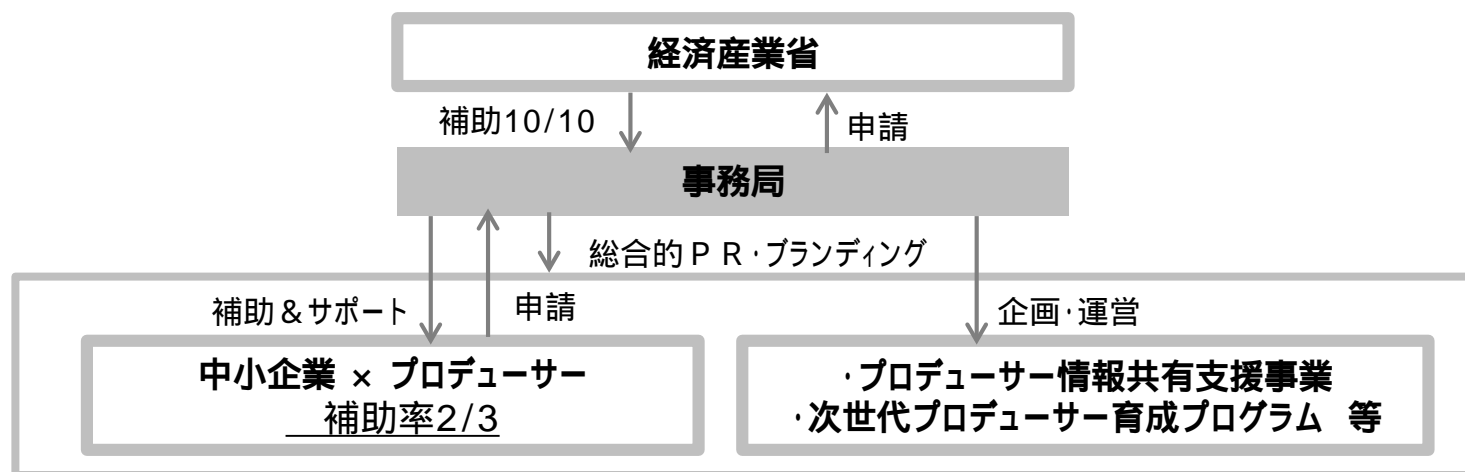 経済産業省
補助10/10
申請
事務局
総合的ＰＲ・ブランディング
補助＆サポート
申請
企画・運営
中小企業 × プロデューサー
補助率2/3
・プロデューサー情報共有支援事業
・次世代プロデューサー育成プログラム 等